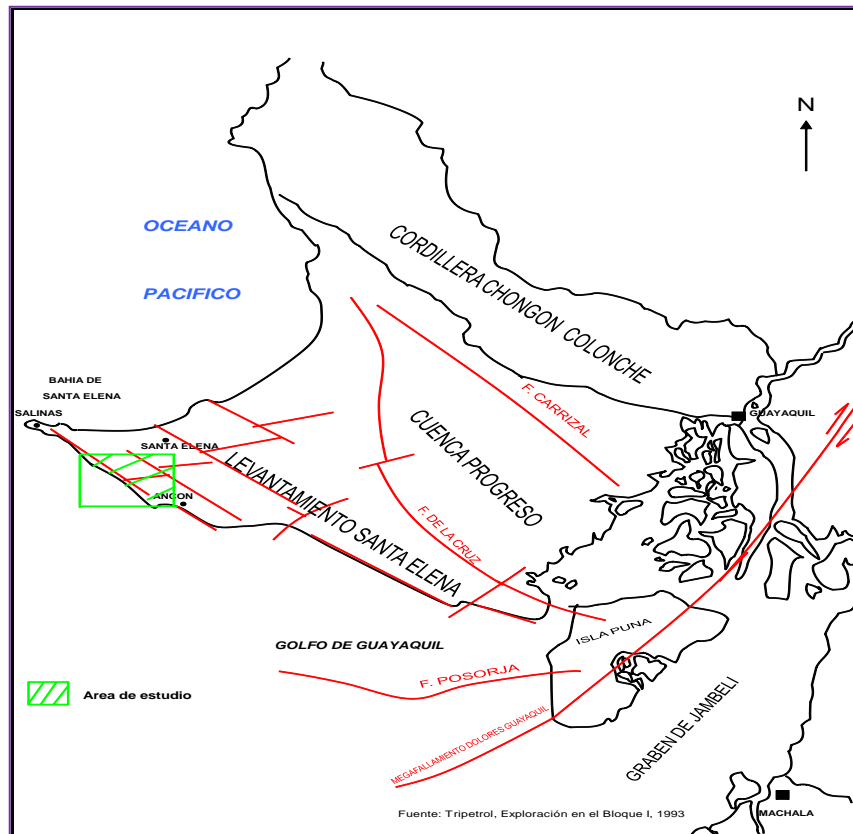 N
OCEANO
PACIFICO
CORDILLERA CHONGON COLONCHE
BAHIA DE
SANTA ELENA
SALINAS
F. CARRIZAL
GUAYAQUIL
CUENCA PROGRESO
SANTA ELENA
LEVANTAMIENTO SANTA ELENA
ANCON
F. DE LA CRUZ
ISLA PUNA
GOLFO DE GUAYAQUIL
F. POSORJA
Area de estudio
MEGAFALLAMIENTO DOLORES GUAYAQUIL
GRABEN DE JAMBELI
Fuente: Tripetrol, Exploración en el Bloque I, 1993
MACHALA